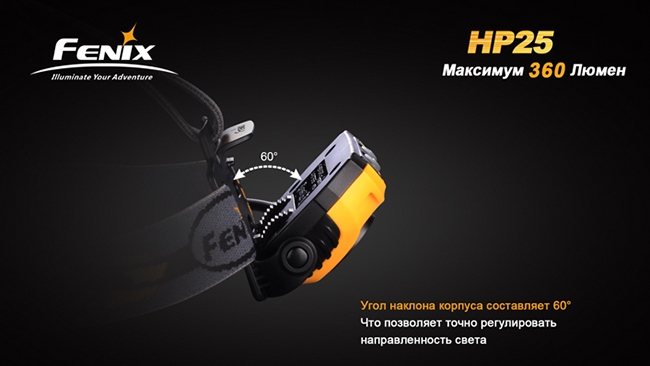 FENIX
Illuminate Your Adventure
HP25
Максимум 360 Люмен
60°
FENIX
Угол наклона корпуса составляет 60°
Что позволяет точно регулировать
направленность света